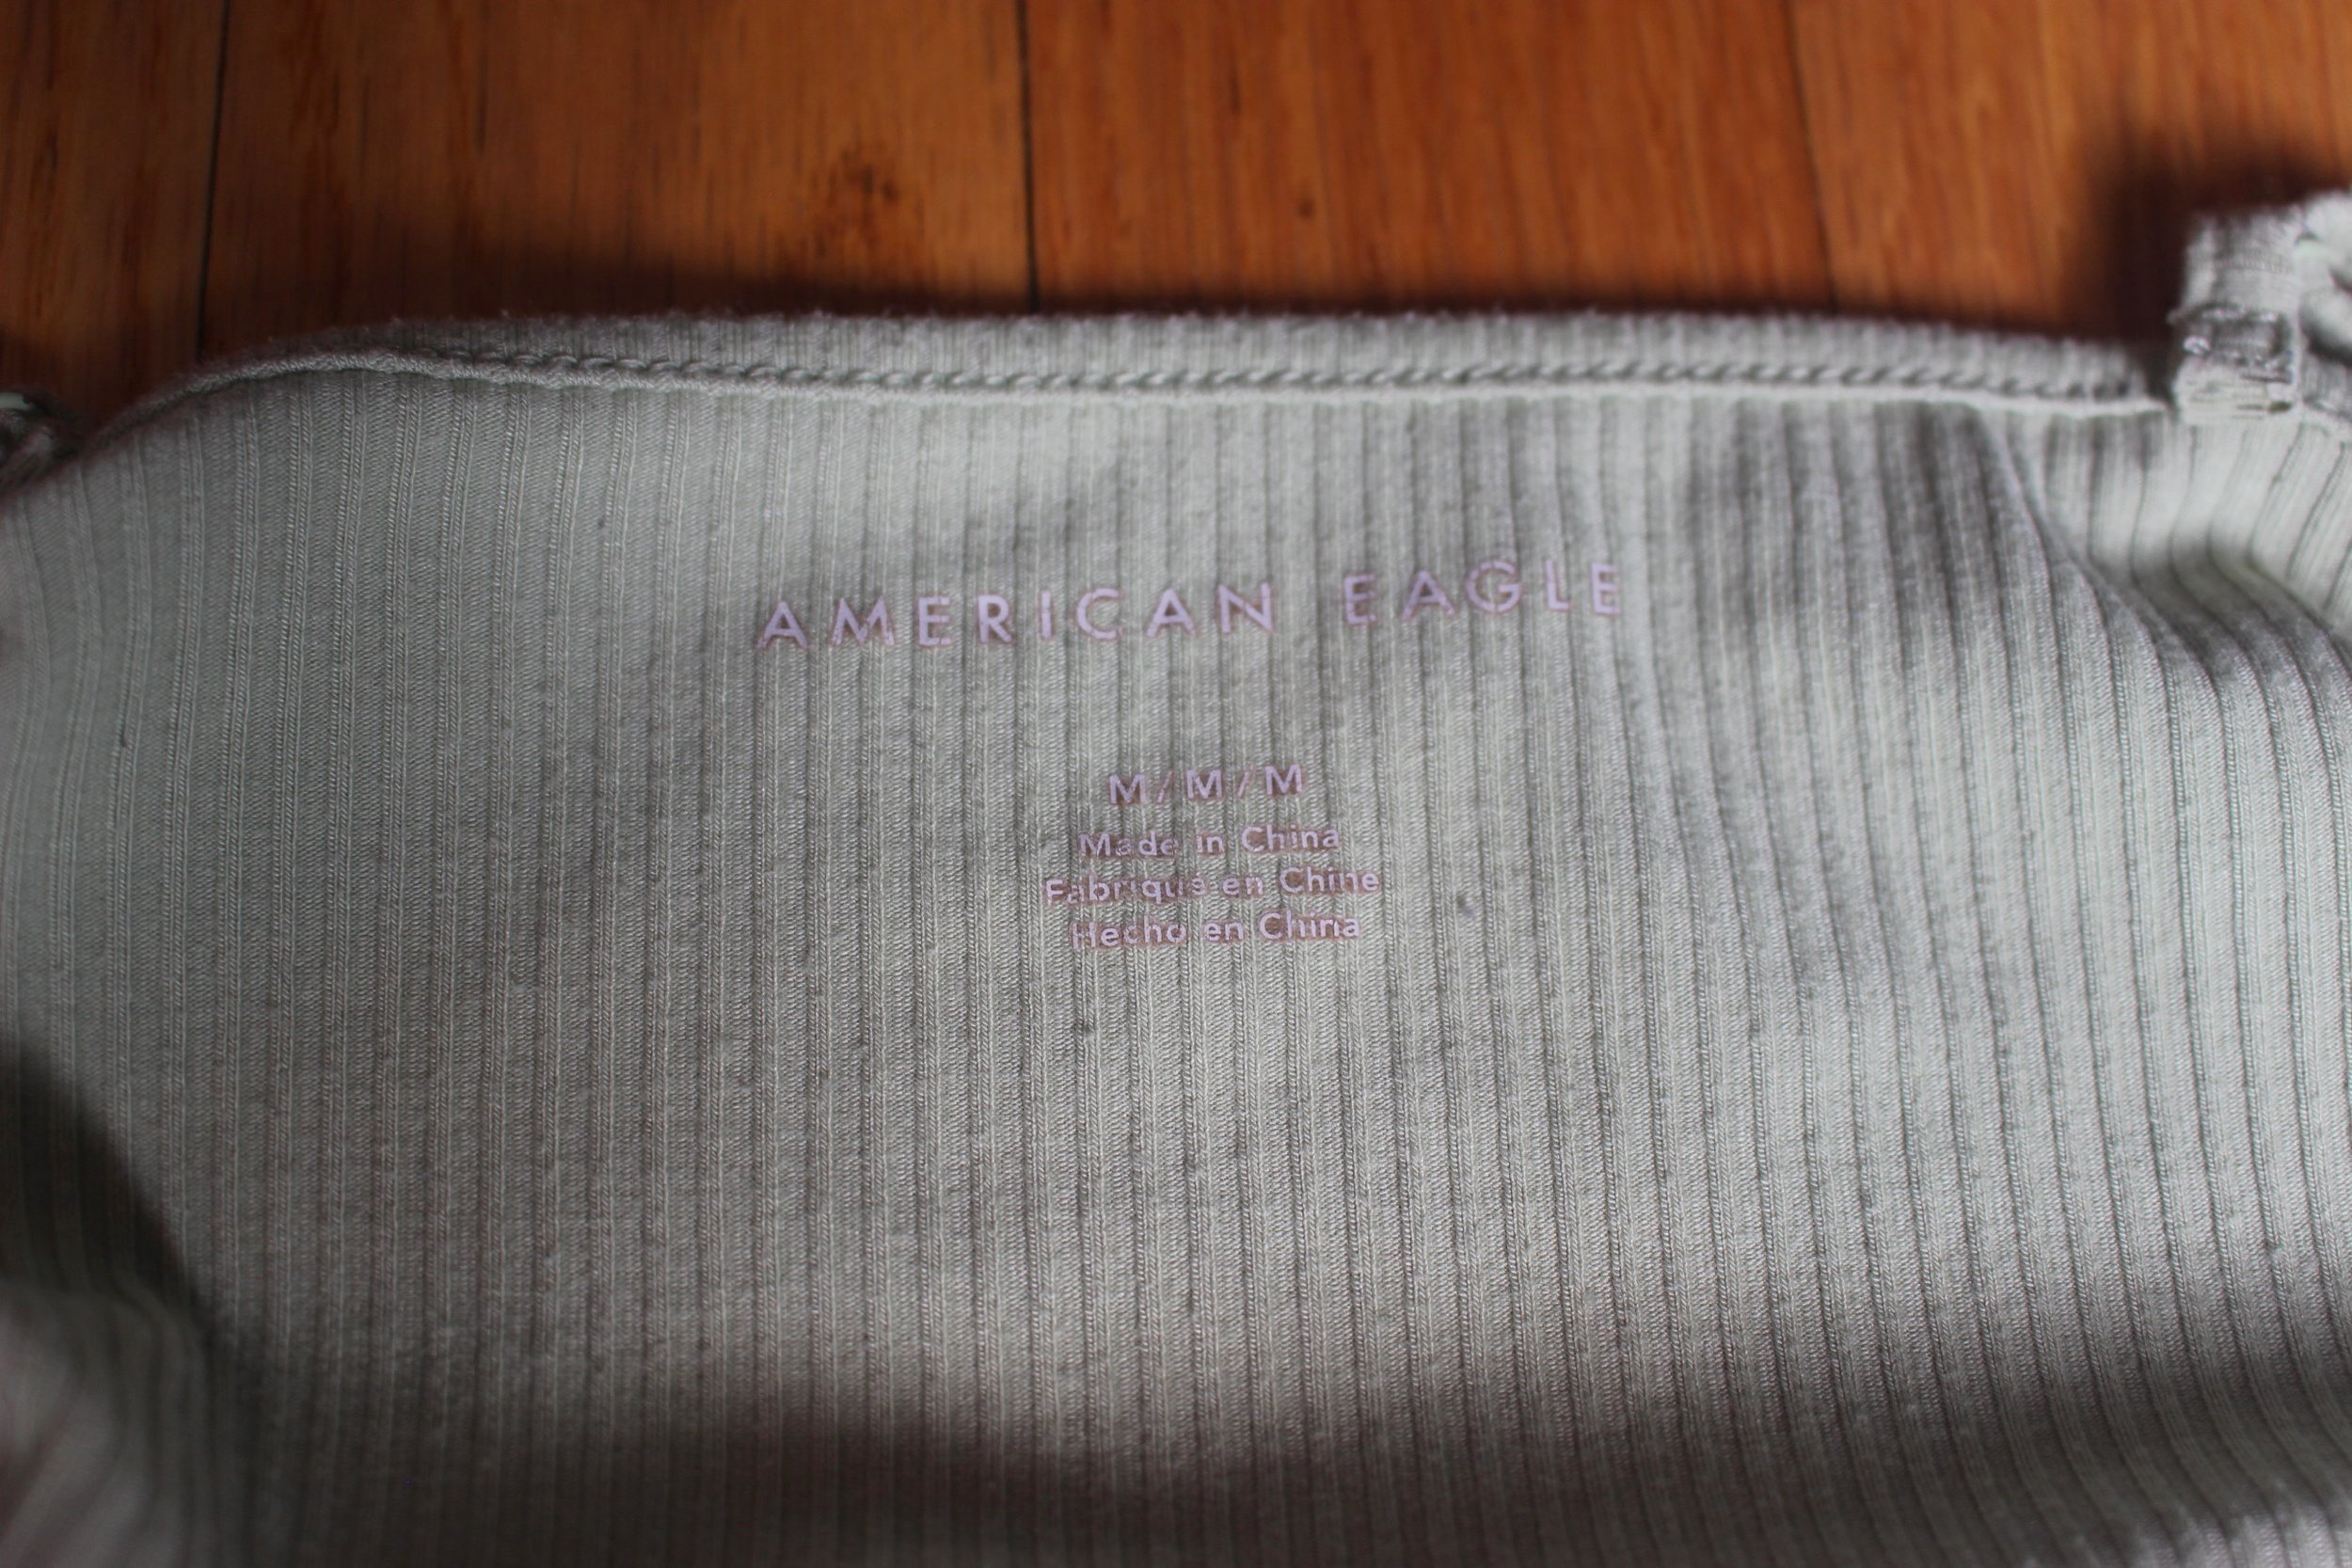 AMERICAN EAGLE
M/M/M
Made in China
Fabriqué en Chine
Hecho en China